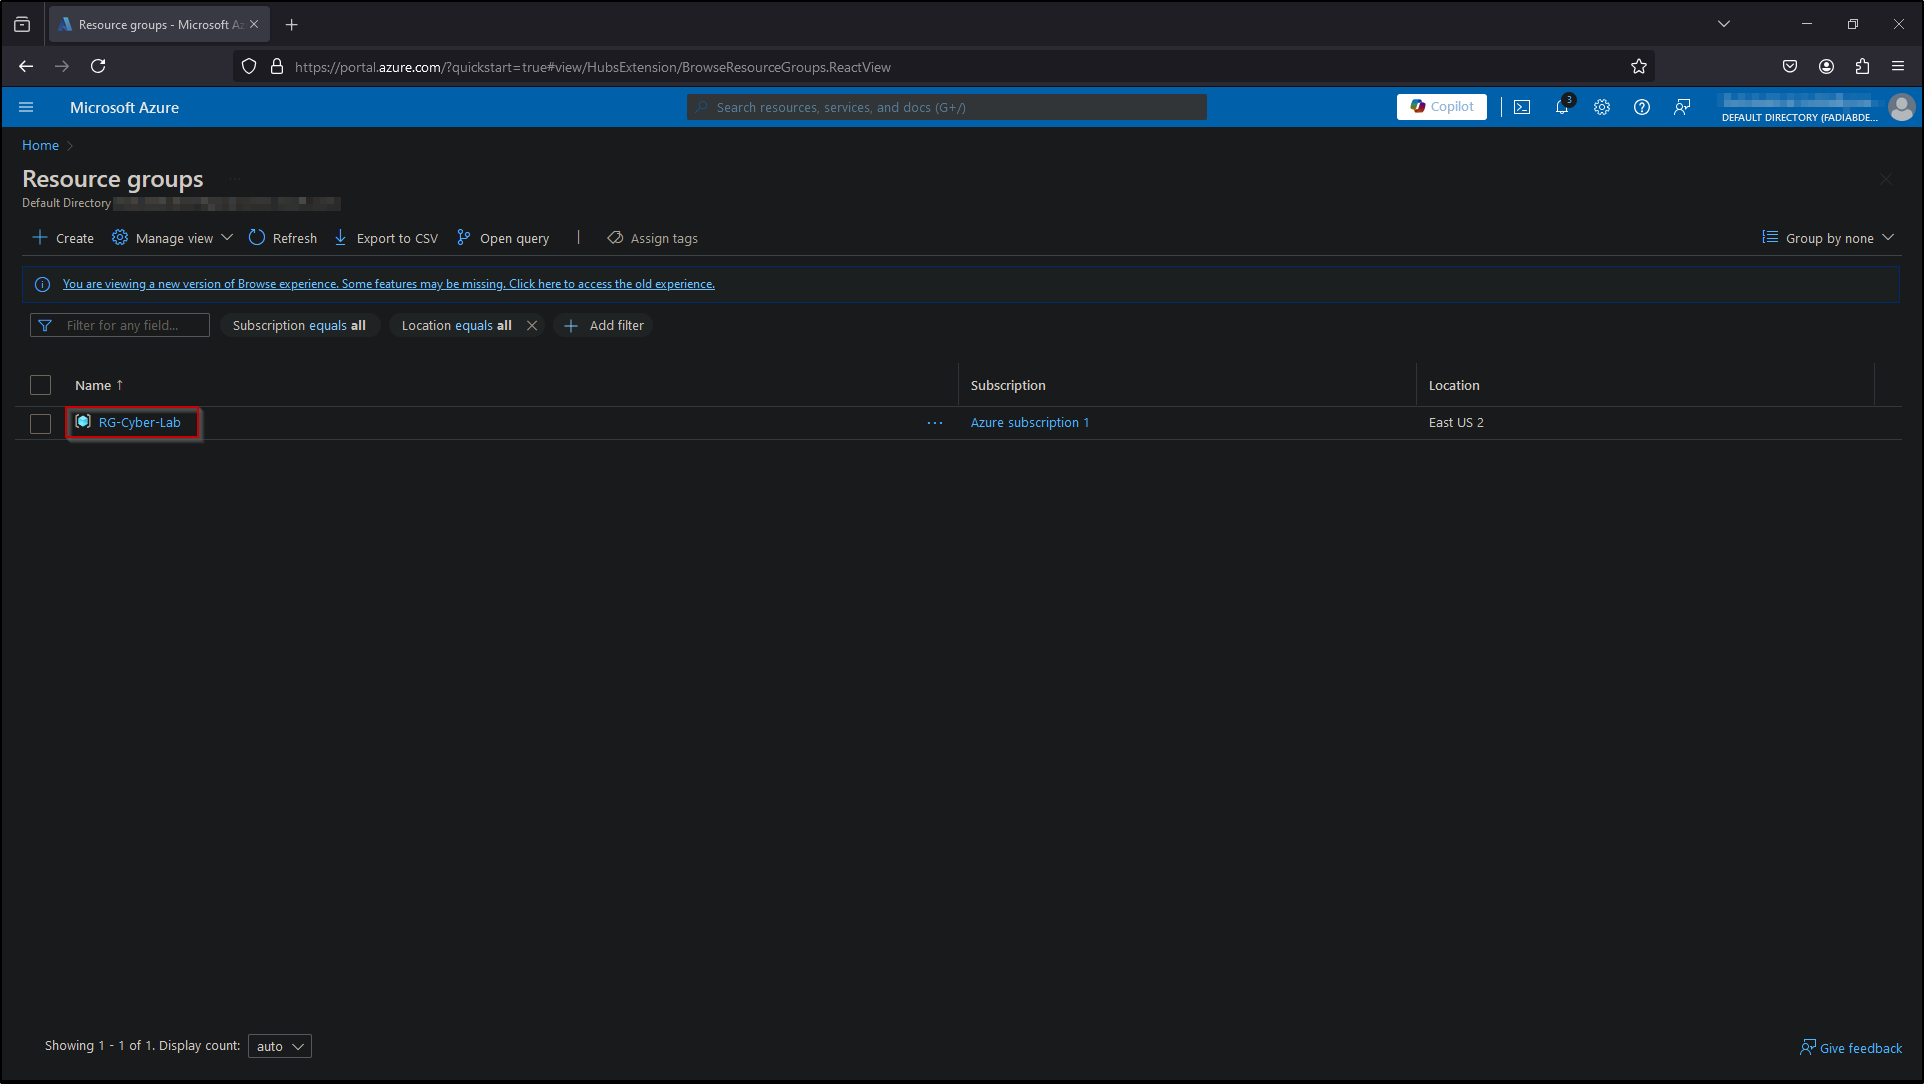 Resource groups - Microsoft Az
https://portal.azure.com/?quickstart=true#view/HubsExtension/BrowseResourceGroups.ReactView
Microsoft Azure
Search resources, services, and docs (G+/)
Copilot
3
DEFAULT DIRECTORY (FADIABDE...
Home
Resource groups
...
Default Directory
Create
Manage view
Refresh
Export to CSV
Open query
Assign tags
Group by none
You are viewing a new version of Browse experience. Some features may be missing. Click here to access the old experience.
Filter for any field...
Subscription equals all
Location equals all
Add filter
Name ↑
Subscription
Location
RG-Cyber-Lab
...
Azure subscription 1
East US 2
Showing 1 - 1 of 1. Display count:
auto
Give feedback